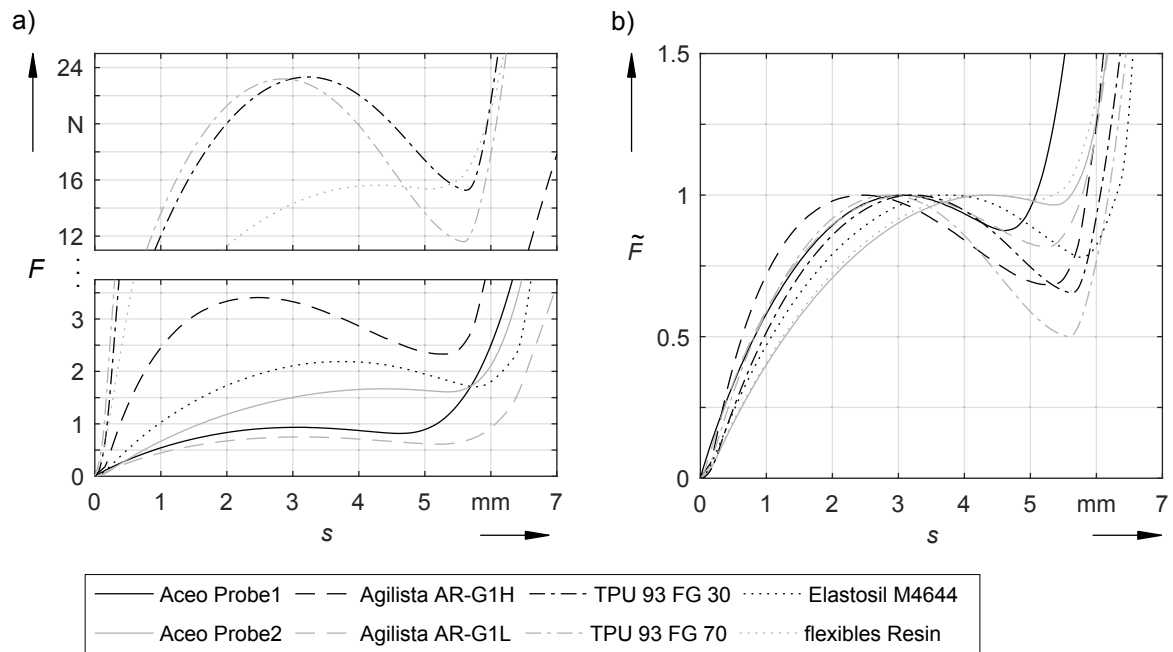 a)
24
N
20
16
12
F
3
2
1
0
0 1 2 3 4 5 mm 7
s
b)
1.5
1
F̃
0.5
0
0 1 2 3 4 5 mm 7
s
Aceo Probe1 Agilista AR-G1H TPU 93 FG 30 Elastosil M4644
Aceo Probe2 Agilista AR-G1L TPU 93 FG 70 flexibles Resin